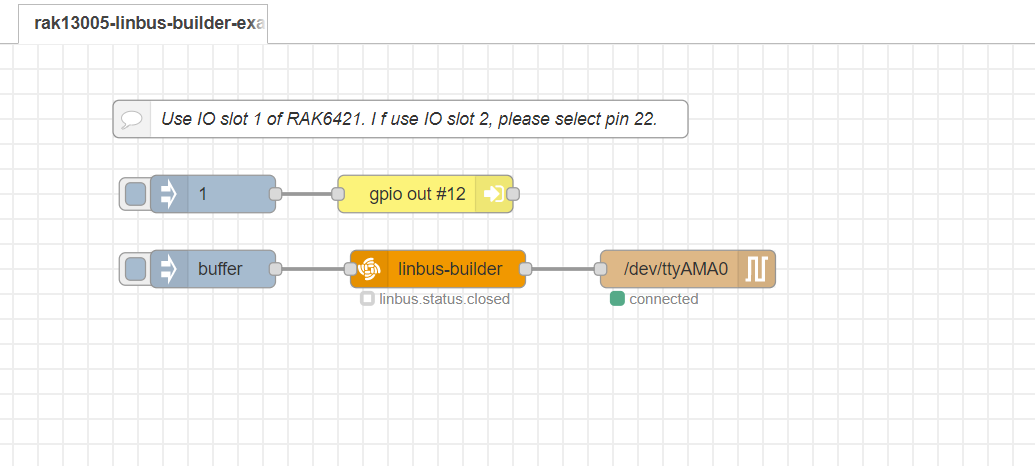 rak13005-linbus-builder-exa
Use IO slot 1 of RAK6421. I f use IO slot 2, please select pin 22.
1
gpio out #12
buffer
linbus-builder
/dev/ttyAMA0
linbus.status.closed
connected